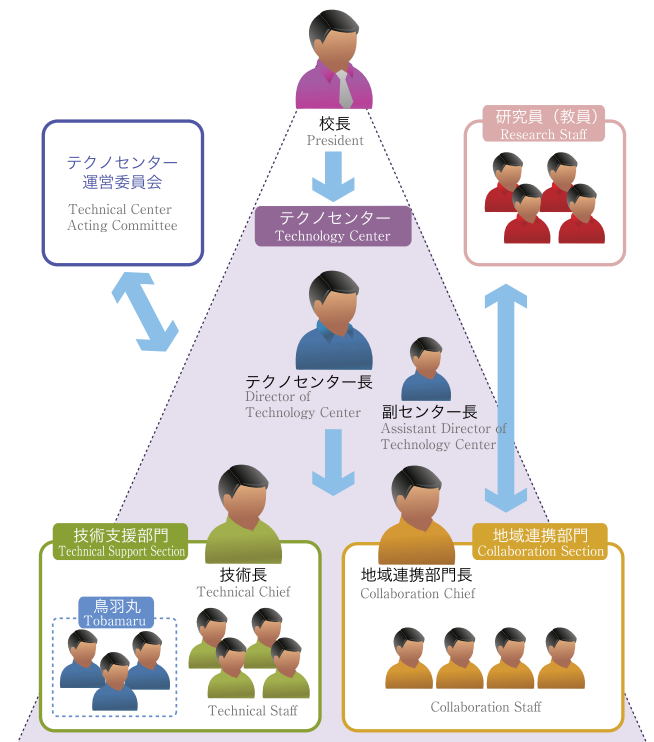 校長
President
テクノセンター
運営委員会
Technical Center
Acting Committee
研究員（教員）
Research Staff
テクノセンター
Technology Center
テクノセンター長
Director of
Technology Center
副センター長
Assistant Director of
Technology Center
技術支援部門
Technical Support Section
技術長
Technical Chief
鳥羽丸
Tobamaru
Technical Staff
地域連携部門
Collaboration Section
地域連携部門長
Collaboration Chief
Collaboration Staff